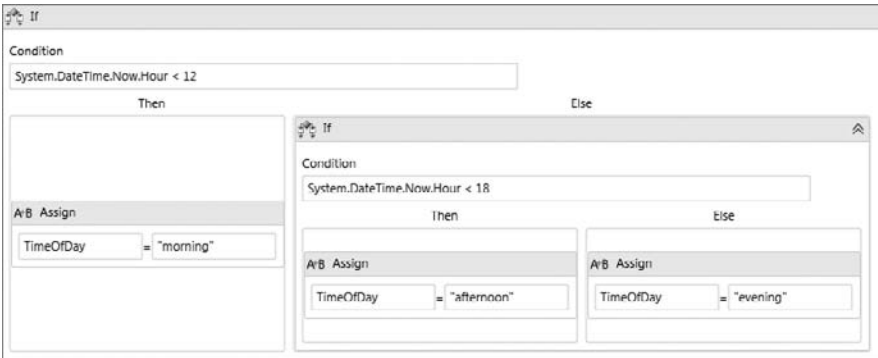 If
Condition
System.DateTime.Now.Hour < 12
Then Else
If
Condition
System.DateTime.Now.Hour < 18
Then Else
A+B Assign
TimeOfDay = "morning"
A+B Assign A+B Assign
TimeOfDay = "afternoon" TimeOfDay = "evening"